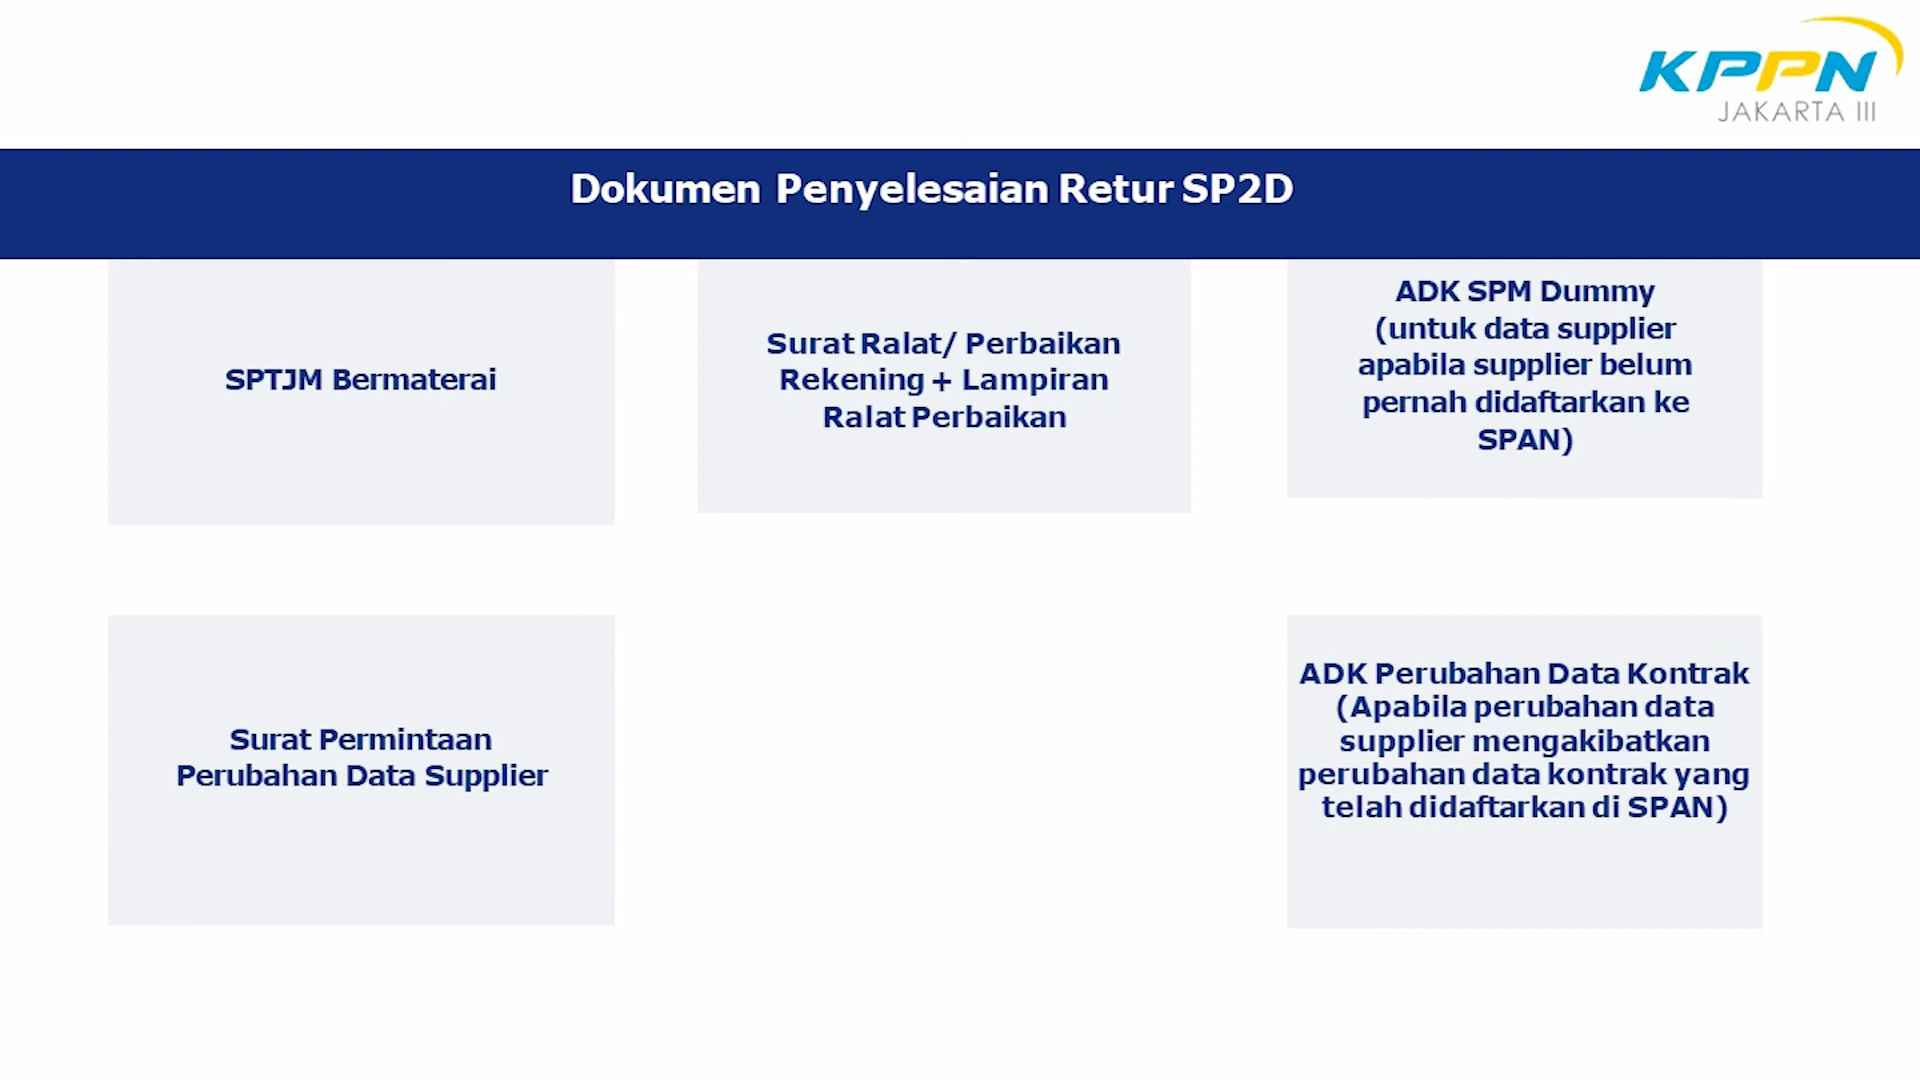 KPPN
JAKARTA III
Dokumen Penyelesaian Retur SP2D
SPTJM Bermaterai
Surat Ralat/ Perbaikan
Rekening + Lampiran
Ralat Perbaikan
ADK SPM Dummy
(untuk data supplier
apabila supplier belum
pernah didaftarkan ke
SPAN)
Surat Permintaan
Perubahan Data Supplier
ADK Perubahan Data Kontrak
(Apabila perubahan data
supplier mengakibatkan
perubahan data kontrak yang
telah didaftarkan di SPAN)